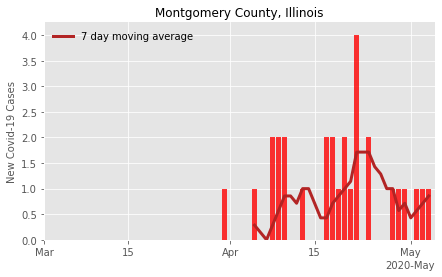 Montgomery County, Illinois
7 day moving average
New Covid-19 Cases
4.0
3.5
3.0
2.5
2.0
1.5
1.0
0.5
0.0
Mar 15 Apr 15 May
2020-May